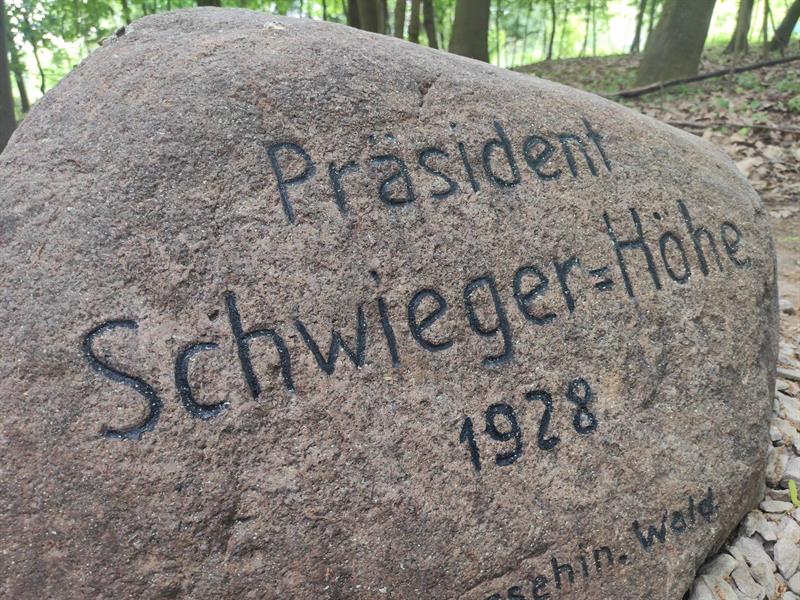 Präsident
Schwieger=Höhe
1928
Wald